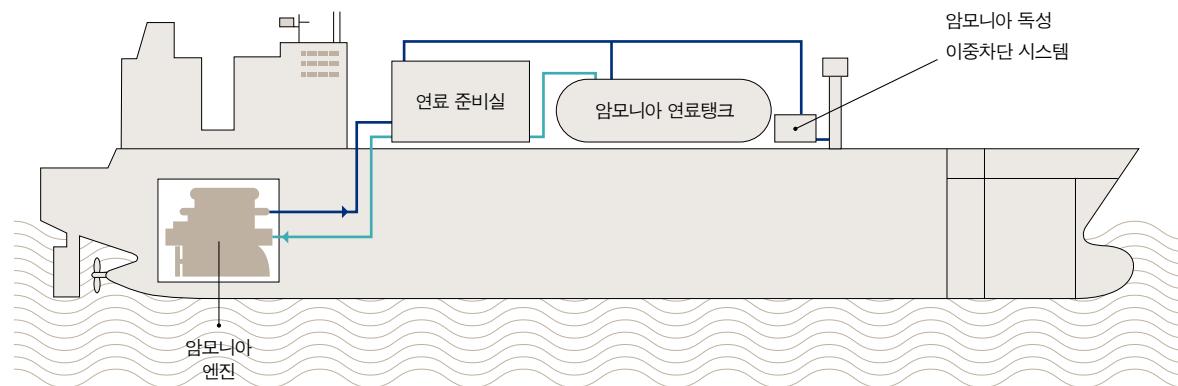 암모니아 독성
이중차단 시스템
연료 준비실
암모니아 연료탱크
암모니아
엔진